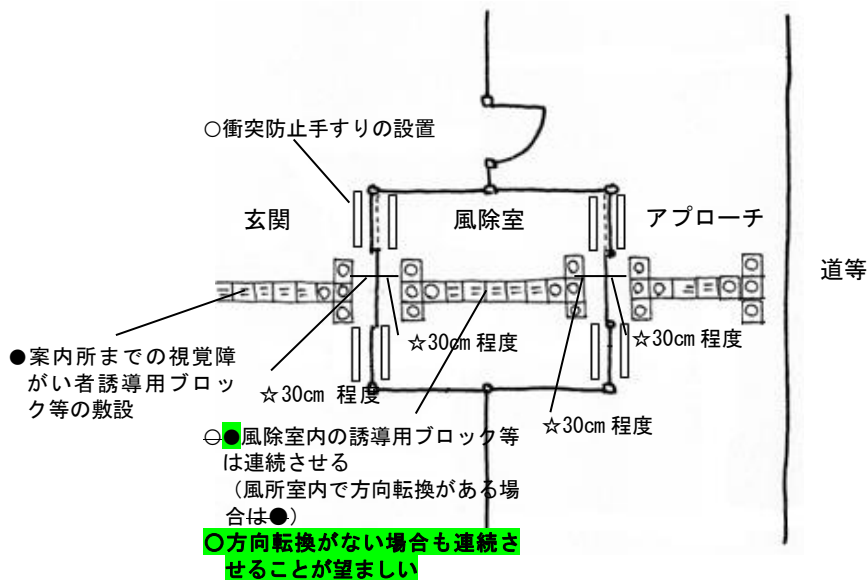 ○衝突防止手すりの設置
玄関
風除室
アプローチ
道等
●案内所までの視覚障
がい者誘導用ブロッ
ク等の敷設
☆30cm 程度
☆30cm 程度
☆30cm 程度
☆30cm 程度
○●風除室内の誘導用ブロック等
は連続させる
（風所室内で方向転換がある場
合は●）
○方向転換がない場合も連続さ
せることが望ましい